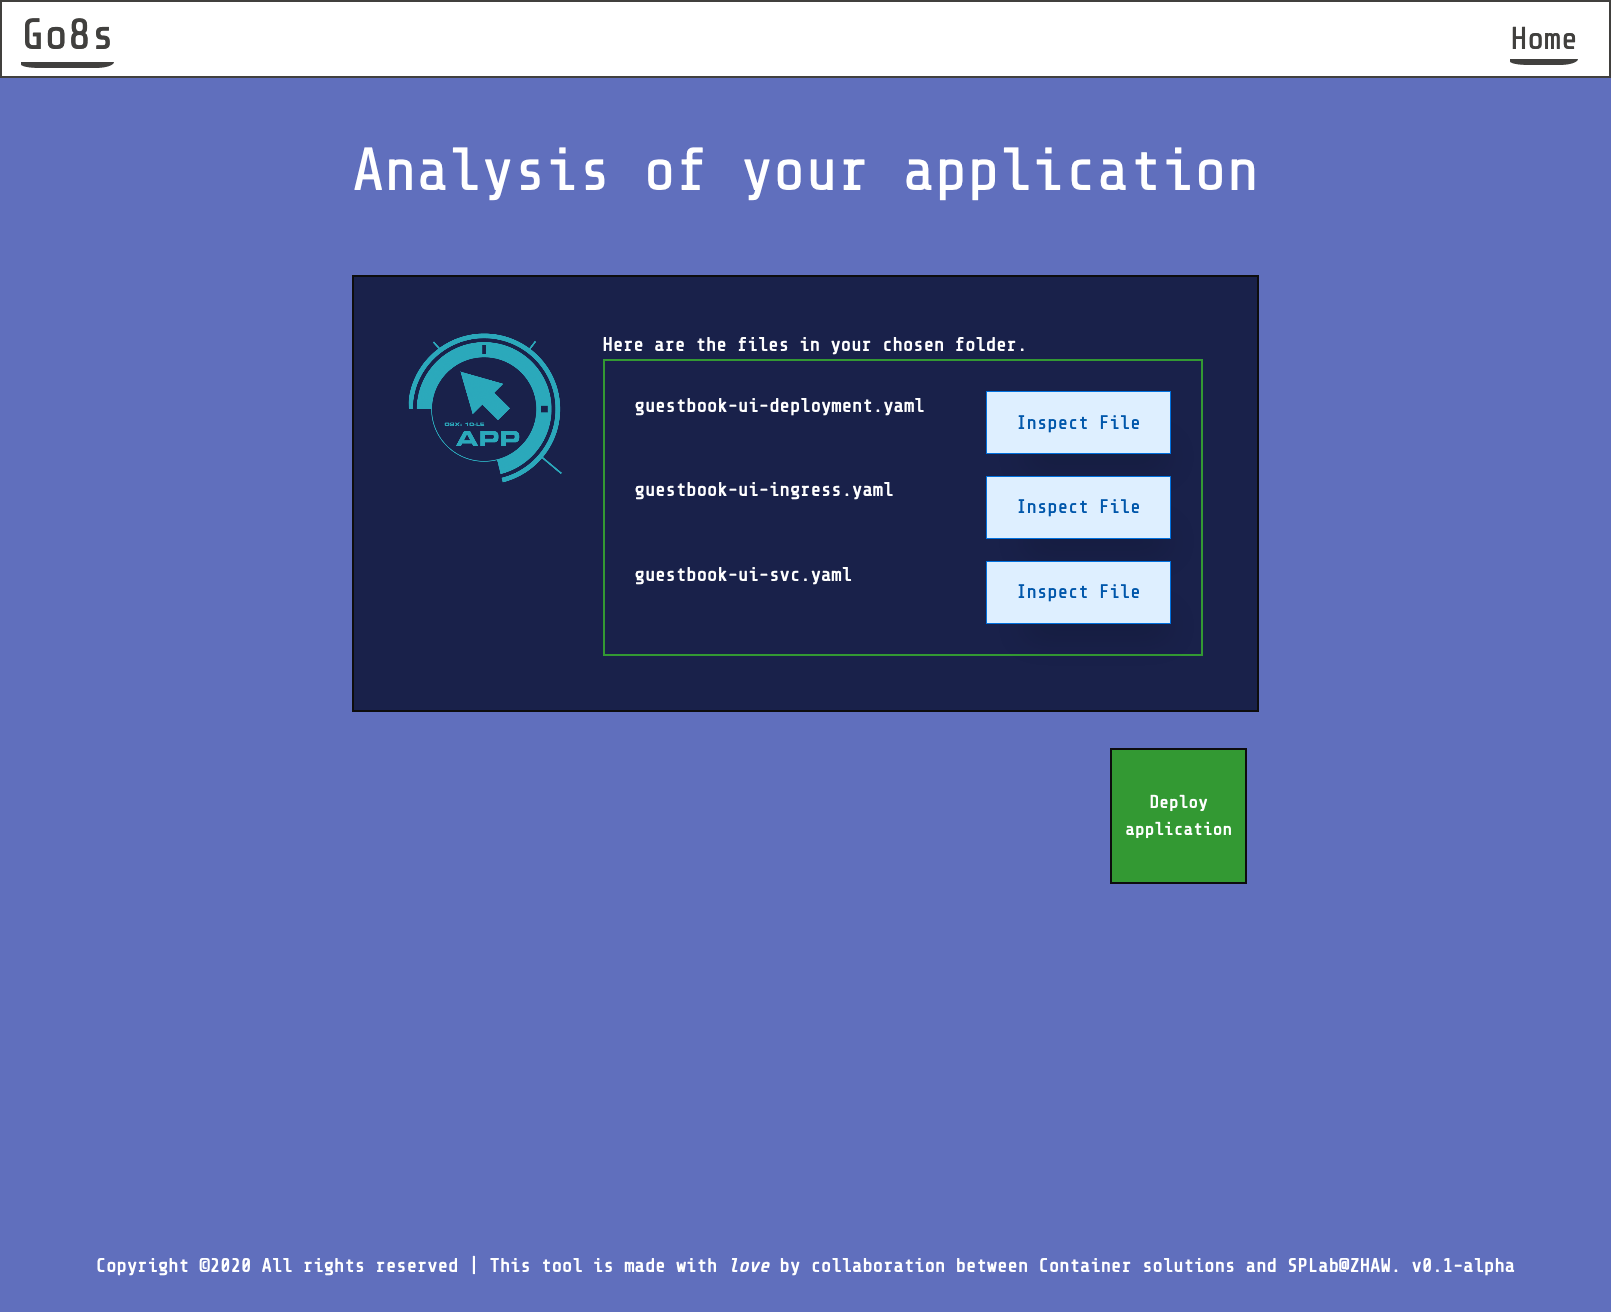 Go8s
Home
Analysis of your application
Here are the files in your chosen folder.
guestbook-ui-deployment.yaml
Inspect File
guestbook-ui-ingress.yaml
Inspect File
guestbook-ui-svc.yaml
Inspect File
APP
Deploy
application
Copyright ©2020 All rights reserved | This tool is made with love by collaboration between Container solutions and SPLab@ZHAW. v0.1-alpha